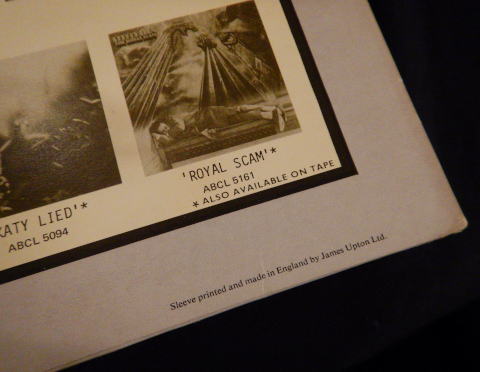 'ROYAL SCAM'*
ABCL 5161
* ALSO AVAILABLE ON TAPE
KATY LIED'*
ABCL 5094
Sleeve printed and made in England by James Upton Ltd.